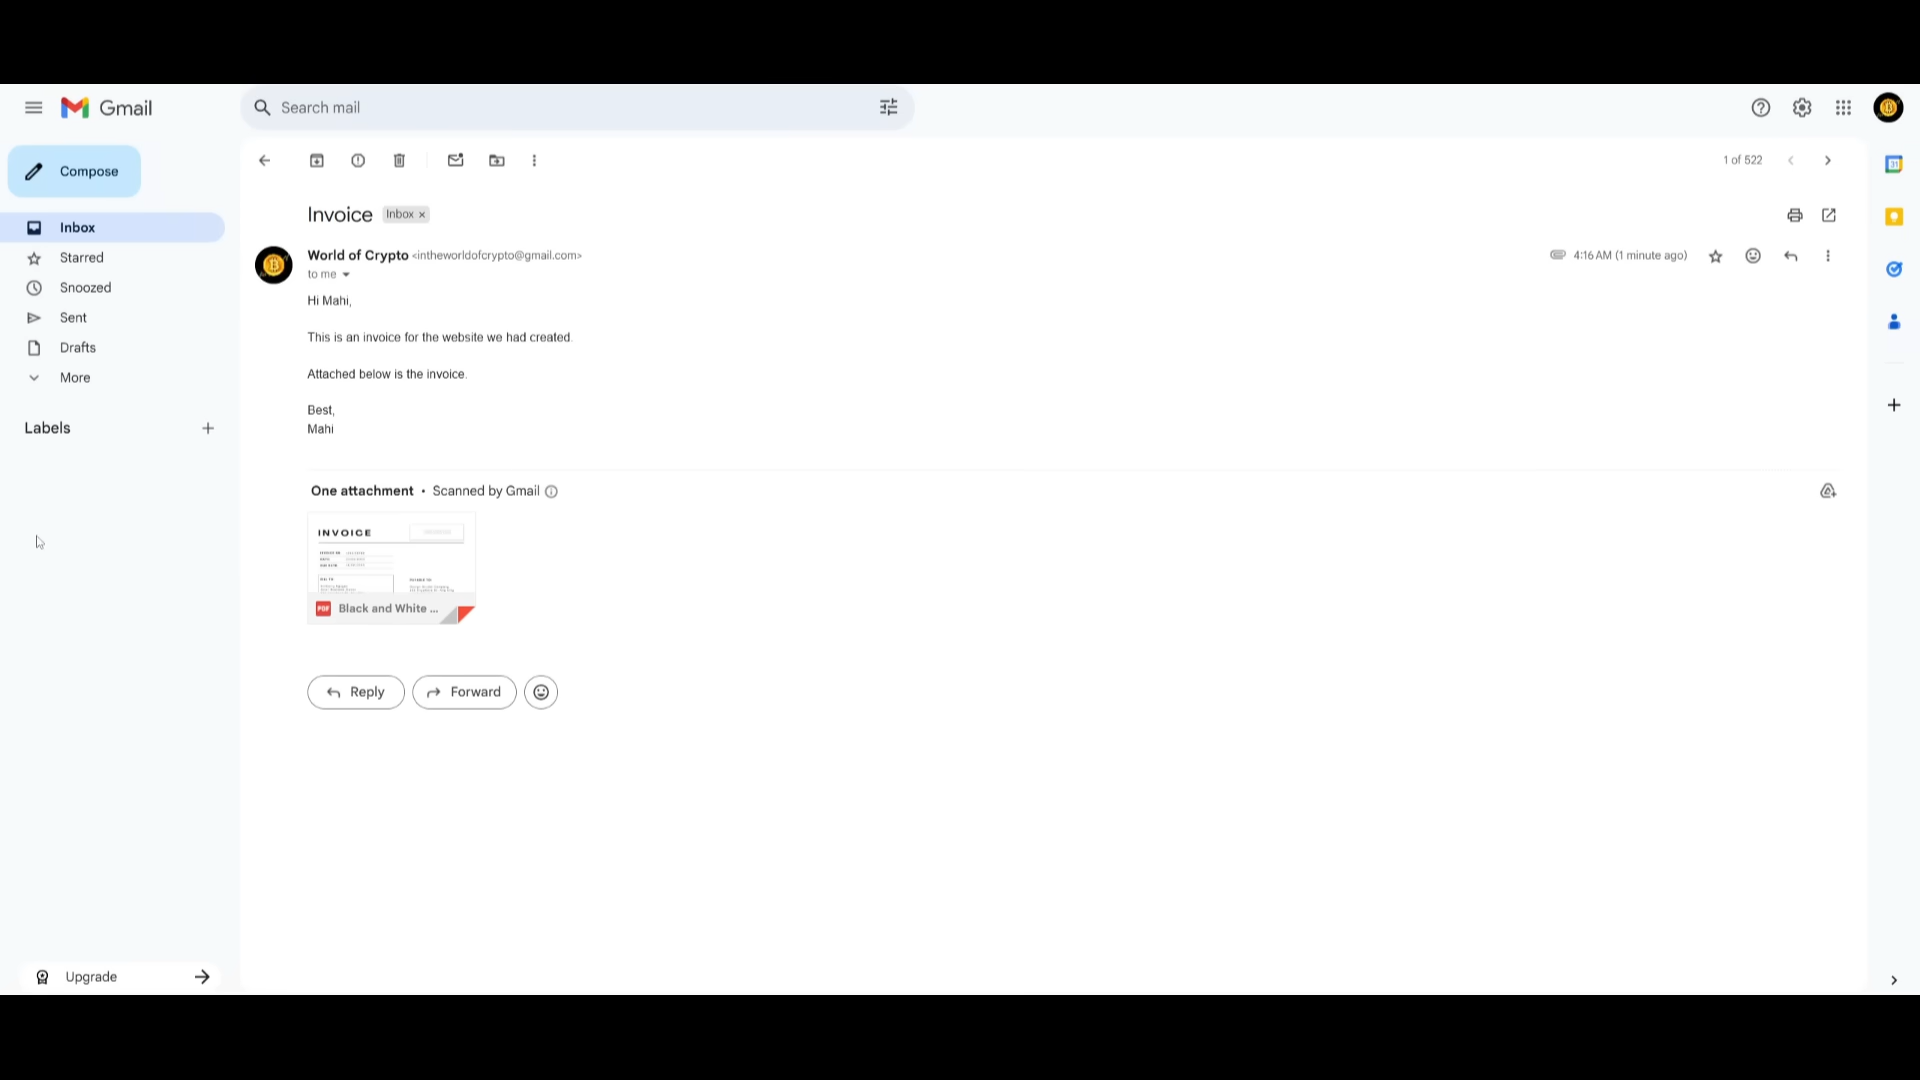 Gmail
Search mail
Compose
1 of 522
Inbox
Starred
Snoozed
Sent
Drafts
More
Labels
Invoice Inbox ×
World of Crypto <intheworldofcrypto@gmail.com> 4:16 AM (1 minute ago)
to me
Hi Mahi,
This is an invoice for the website we had created.
Attached below is the invoice.
Best,
Mahi
One attachment • Scanned by Gmail
INVOICE
PDF Black and White ...
Reply Forward
Upgrade
31